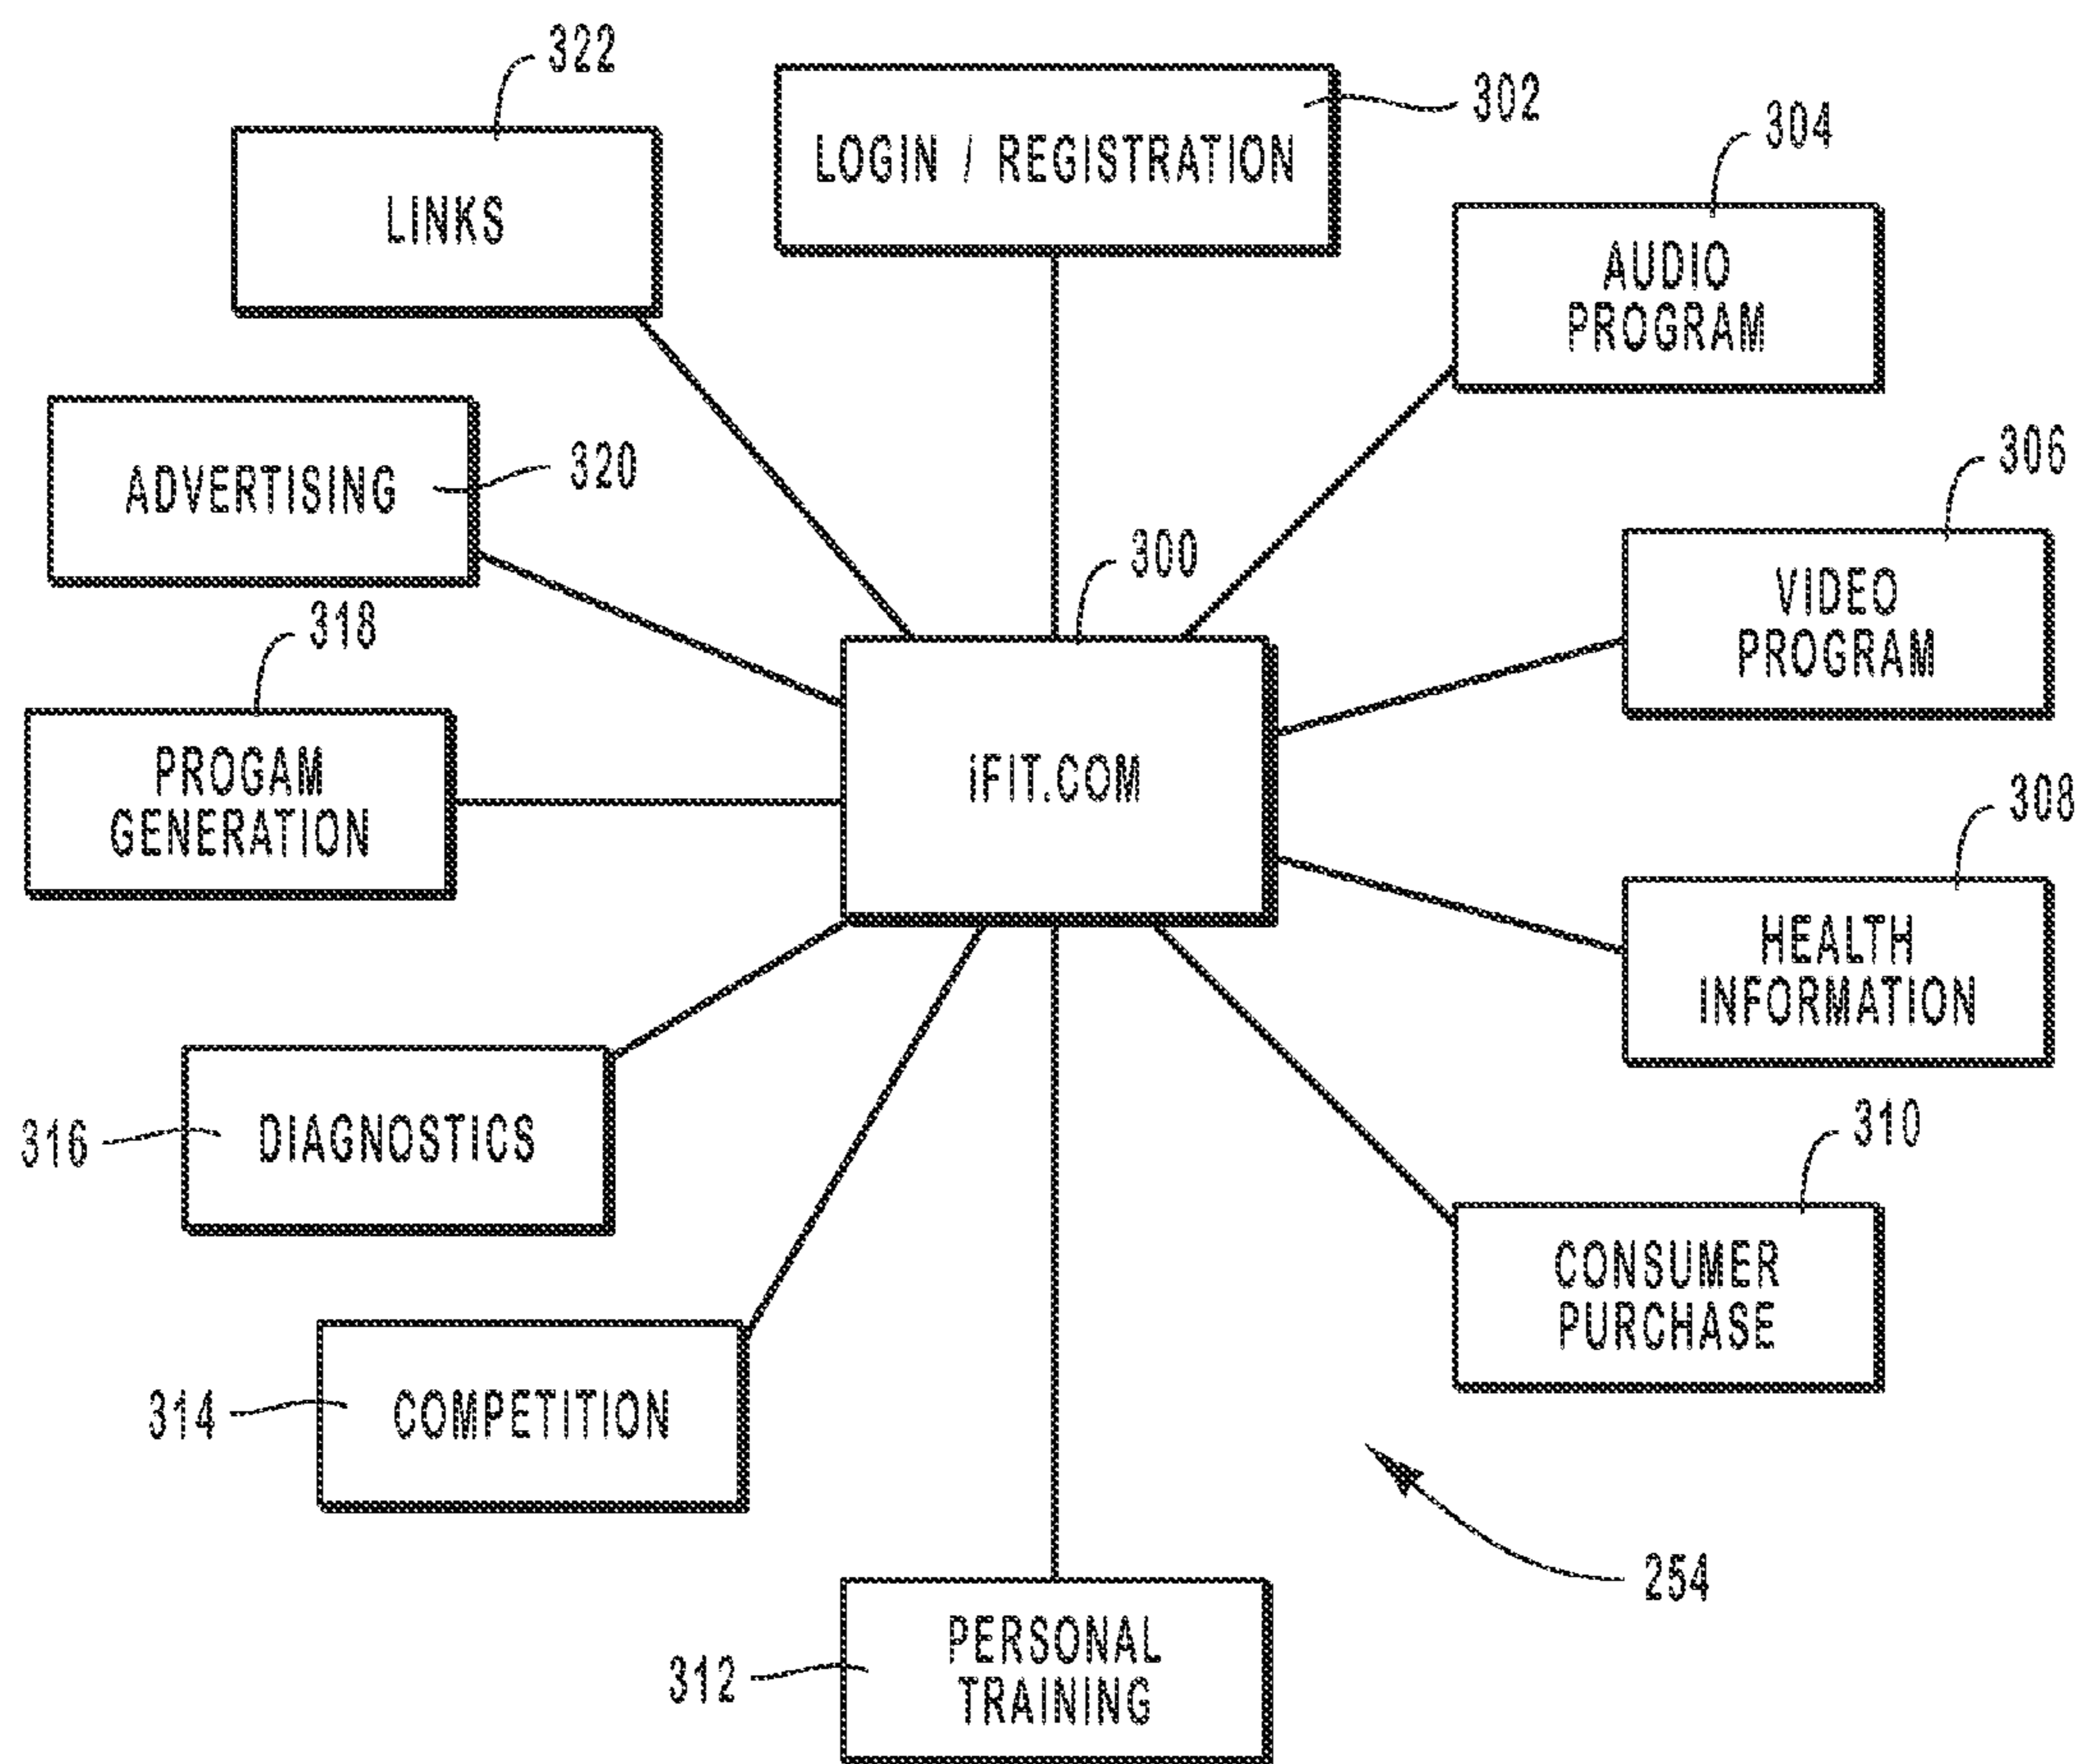 322
302
LOGIN / REGISTRATION
304
LINKS
AUDIO
PROGRAM
306
320
ADVERTISING
300
VIDEO
PROGRAM
318
PROGAM
GENERATION
iFIT.COM
308
HEALTH
INFORMATION
310
316
DIAGNOSTICS
CONSUMER
PURCHASE
314
COMPETITION
254
312
PERSONAL
TRAINING